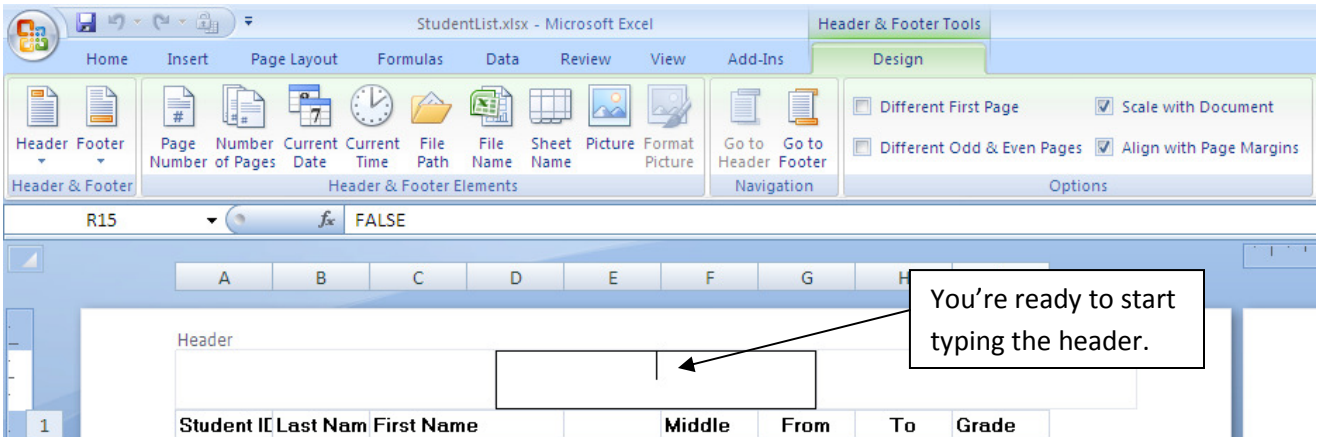 StudentList.xlsx - Microsoft Excel
Header & Footer Tools
Home Insert Page Layout Formulas Data Review View Add-Ins Design
Header Footer
Page Number
Number of Pages
Current Date
Current Time
File Path
File Name
Sheet Name
Picture
Format Picture
Go to Header
Go to Footer
Different First Page
Scale with Document
Different Odd & Even Pages
Align with Page Margins
Header & Footer
Header & Footer Elements
Navigation
Options
R15 fx FALSE
A B C D E F G H
You’re ready to start
typing the header.
Header
1 Student ID Last Nam First Name Middle From To Grade